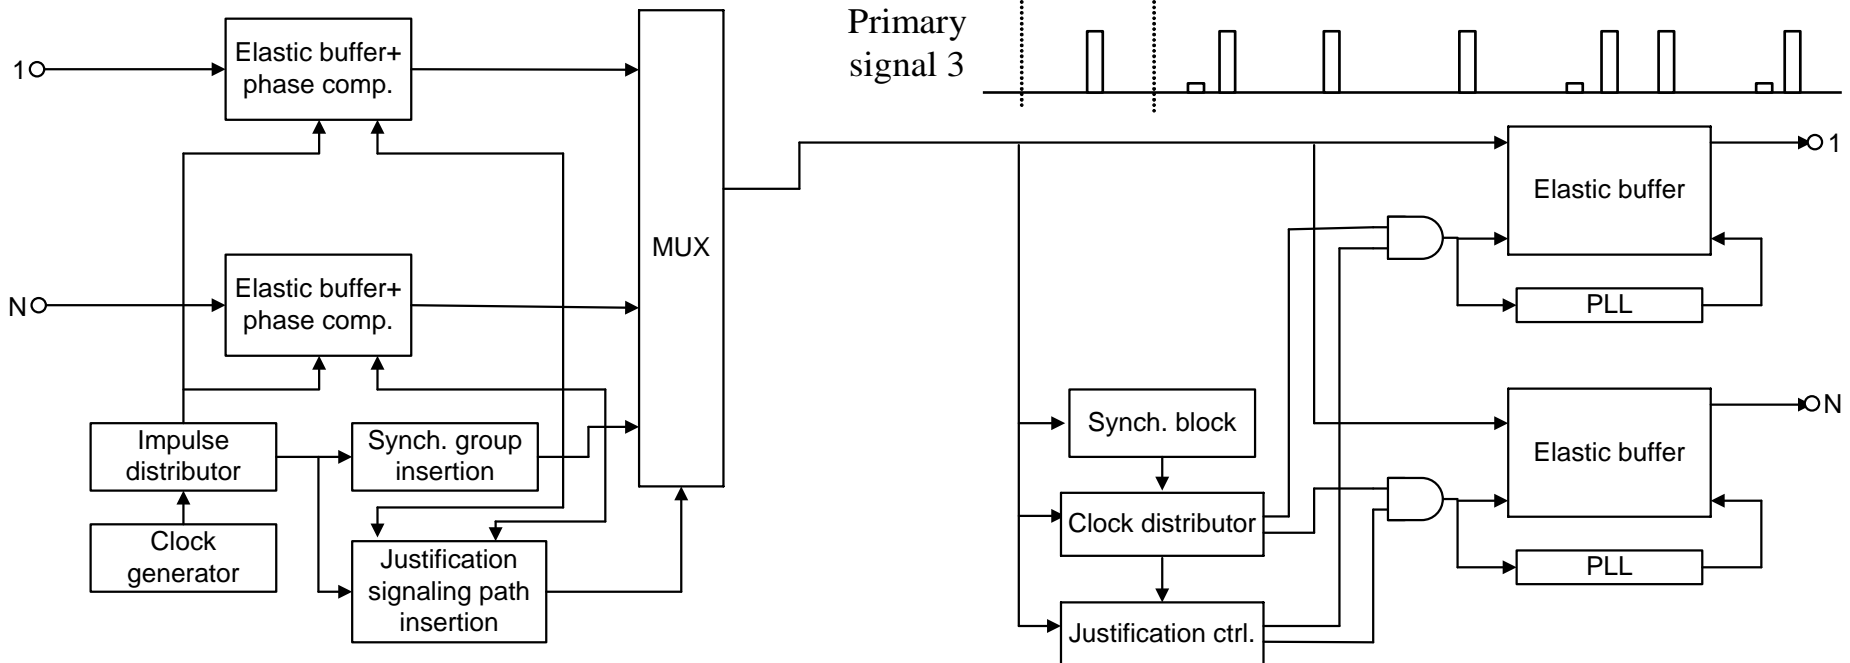 Primary
signal 3
1
Elastic buffer+
phase comp.
N
Elastic buffer+
phase comp.
MUX
Impulse
distributor
Synch. group
insertion
Clock
generator
Justification
signaling path
insertion
Elastic buffer
1
PLL
Synch. block
Clock distributor
Justification ctrl.
Elastic buffer
N
PLL